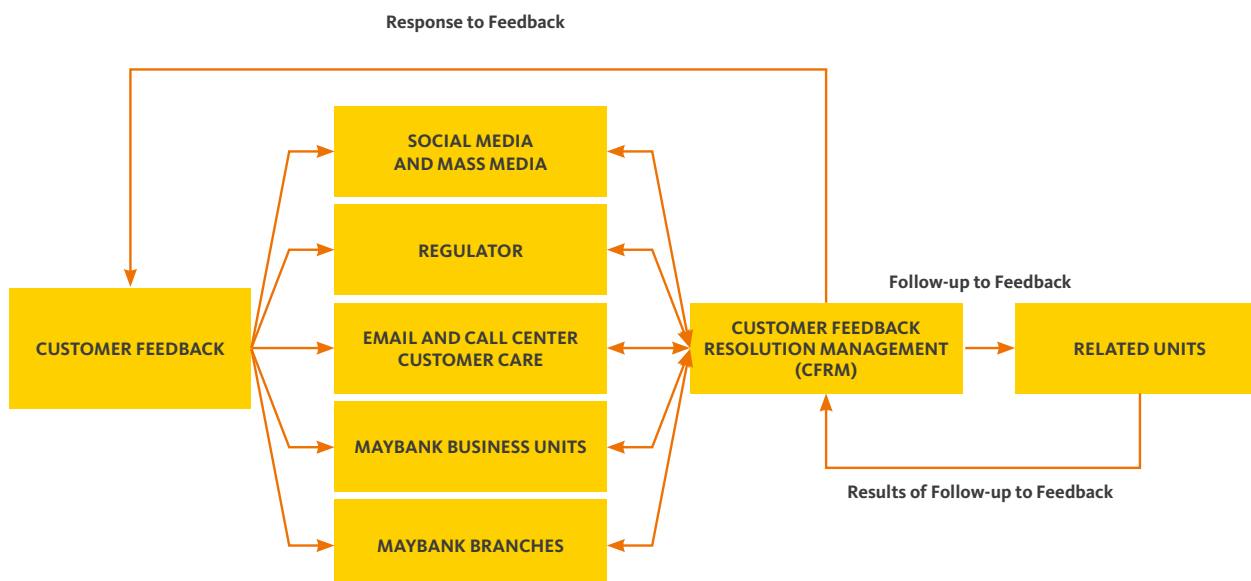 Response to Feedback
SOCIAL MEDIA
AND MASS MEDIA
REGULATOR
CUSTOMER FEEDBACK
EMAIL AND CALL CENTER
CUSTOMER CARE
MAYBANK BUSINESS UNITS
MAYBANK BRANCHES
CUSTOMER FEEDBACK
RESOLUTION MANAGEMENT
(CFRM)
Follow-up to Feedback
RELATED UNITS
Results of Follow-up to Feedback